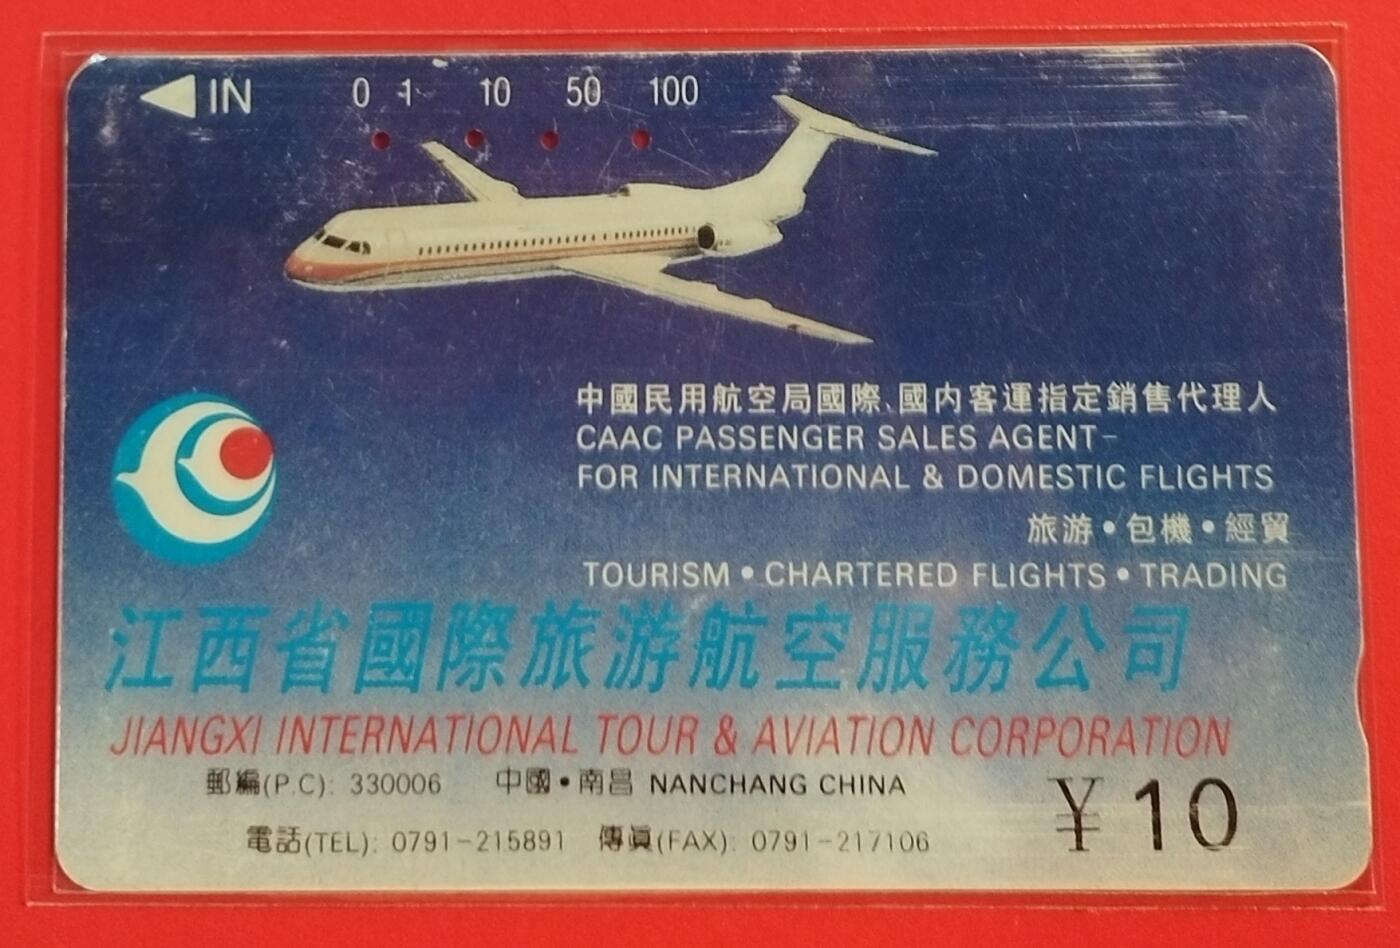 IN 0 1 10 50 100
中國民用航空局國際、國内客運指定銷售代理人
CAAC PASSENGER SALES AGENT-
FOR INTERNATIONAL & DOMESTIC FLIGHTS
旅游•包機•經貿
TOURISM • CHARTERED FLIGHTS • TRADING
江西省國際旅游航空服務公司
JIANGXI INTERNATIONAL TOUR & AVIATION CORPORATION
郵編(P.C): 330006 中國•南昌 NANCHANG CHINA
電話(TEL): 0791-215891 傳眞(FAX): 0791-217106
¥10